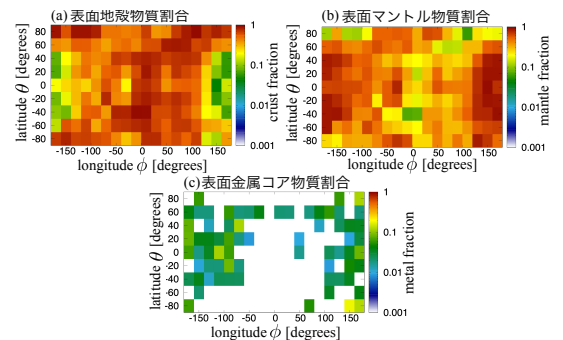 (a) 表面地殻物質割合
80
60
40
20
0
-20
-40
-60
-80
latitude θ [degrees]
-150 -100 -50 0 50 100 150
longitude ϕ [degrees]
1
0.1
0.01
0.001
crust fraction
(b) 表面マントル物質割合
80
60
40
20
0
-20
-40
-60
-80
latitude θ [degrees]
-150 -100 -50 0 50 100 150
longitude ϕ [degrees]
1
0.1
0.01
0.001
mantle fraction
(c) 表面金属コア物質割合
80
60
40
20
0
-20
-40
-60
-80
latitude θ [degrees]
-150 -100 -50 0 50 100 150
longitude ϕ [degrees]
1
0.1
0.01
0.001
metal fraction